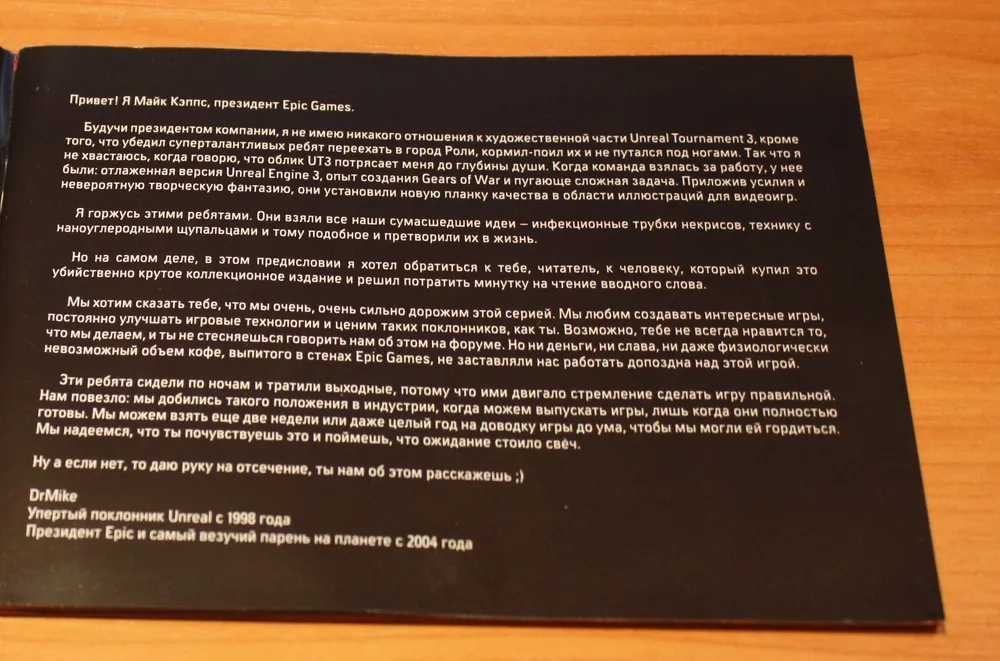 Привет! Я Майк Кэппс, президент Epic Games.
Будучи президентом компании, я не имею никакого отношения к художественной части Unreal Tournament 3, кроме
того, что убедил суперталантливых ребят переехать в город Роли, кормил-поил их и не путался под ногами. Так что я
не хвастаюсь, когда говорю, что облик UT3 потрясает меня до глубины души. Когда команда взялась за работу, у нее
были: отлаженная версия Unreal Engine 3, опыт создания Gears of War и пугающе сложная задача. Приложив усилия и
невероятную творческую фантазию, они установили новую планку качества в области иллюстраций для видеоигр.
Я горжусь этими ребятами. Они взяли все наши сумасшедшие идеи – инфекционные трубки некрисов, технику с
наноуглеродными щупальцами и тому подобное и претворили их в жизнь.
Но на самом деле, в этом предисловии я хотел обратиться к тебе, читатель, к человеку, который купил это
убийственно крутое коллекционное издание и решил потратить минутку на чтение вводного слова.
Мы хотим сказать тебе, что мы очень, очень сильно дорожим этой серией. Мы любим создавать интересные игры,
постоянно улучшать игровые технологии и ценим таких поклонников, как ты. Возможно, тебе не всегда нравится то,
что мы делаем, и ты не стесняешься говорить нам об этом на форуме. Но ни деньги, ни слава, ни даже физиологически
невозможный объем кофе, выпитого в стенах Epic Games, не заставляли нас работать допоздна над этой игрой.
Эти ребята сидели по ночам и тратили выходные, потому что ими двигало стремление сделать игру правильной.
Нам повезло: мы добились такого положения в индустрии, когда можем выпускать игры, лишь когда они полностью
готовы. Мы можем взять еще две недели или даже целый год на доводку игры до ума, чтобы мы могли ей гордиться.
Мы надеемся, что ты почувствуешь это и поймешь, что ожидание стоило свеч.
Ну а если нет, то даю руку на отсечение, ты нам об этом расскажешь ;)
DrMike
Упертый поклонник Unreal с 1998 года
Президент Epic и самый везучий парень на планете с 2004 года